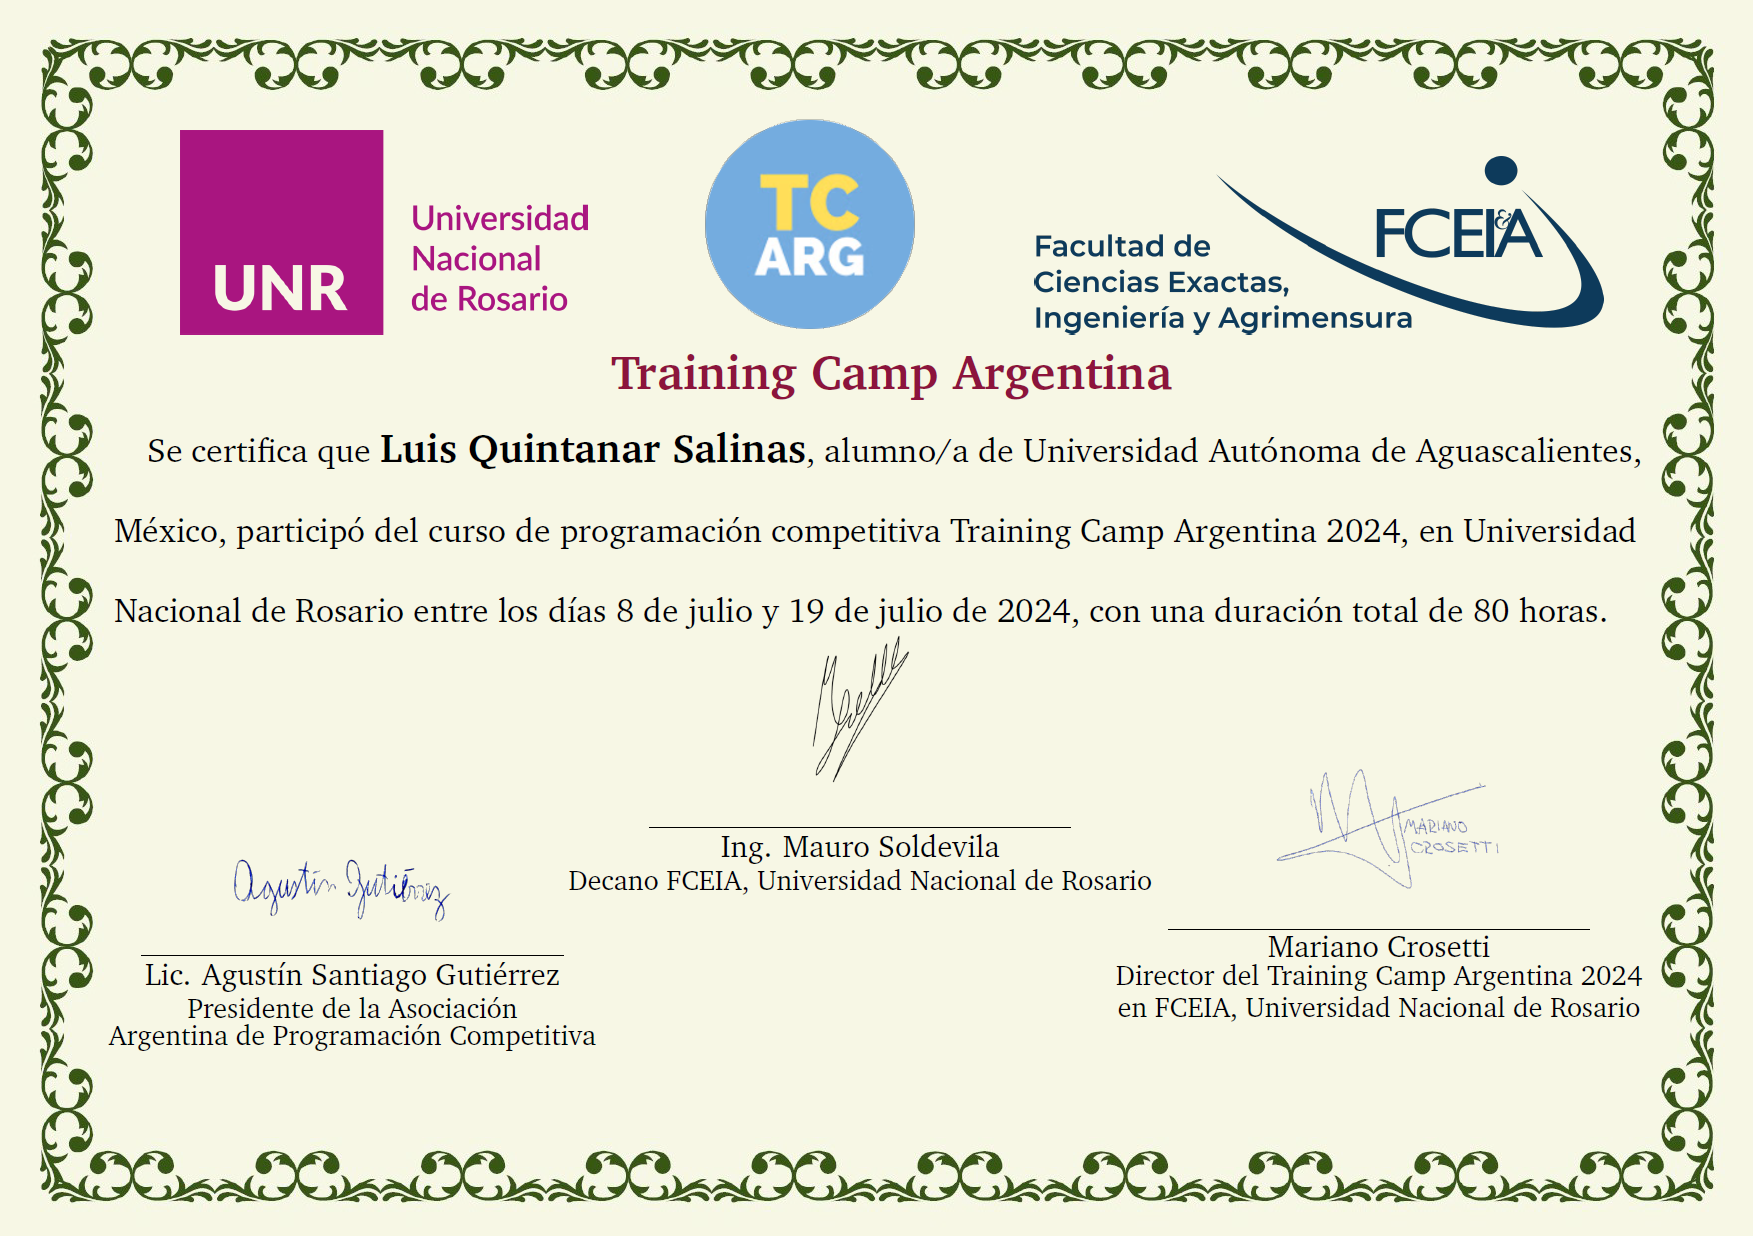 UNR
Universidad
Nacional
de Rosario
TC
ARG
Facultad de
Ciencias Exactas,
Ingeniería y Agrimensura
FCEI&A
Training Camp Argentina
Se certifica que Luis Quintanar Salinas, alumno/a de Universidad Autónoma de Aguascalientes,
México, participó del curso de programación competitiva Training Camp Argentina 2024, en Universidad
Nacional de Rosario entre los días 8 de julio y 19 de julio de 2024, con una duración total de 80 horas.
Ing. Mauro Soldevila
Decano FCEIA, Universidad Nacional de Rosario
Agustín Gutiérrez
Lic. Agustín Santiago Gutiérrez
Presidente de la Asociación
Argentina de Programación Competitiva
MARIANO
CROSETTI
Mariano Crosetti
Director del Training Camp Argentina 2024
en FCEIA, Universidad Nacional de Rosario